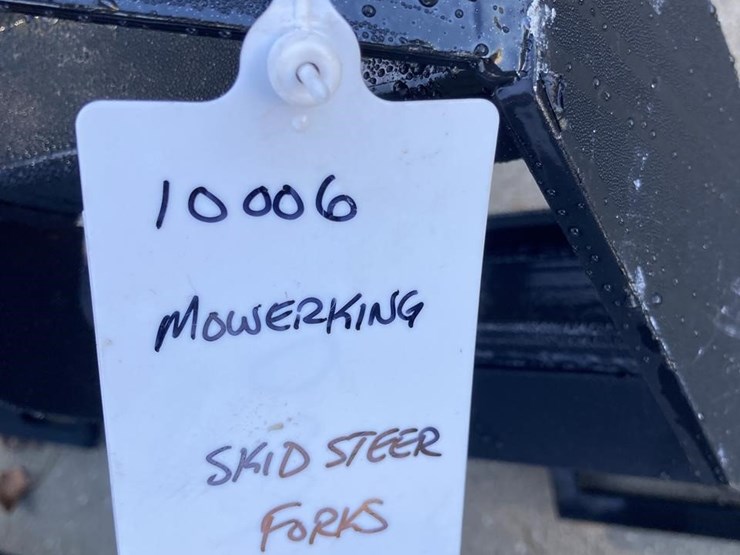 10006
MOWERKING
SKID STEER
FORKS